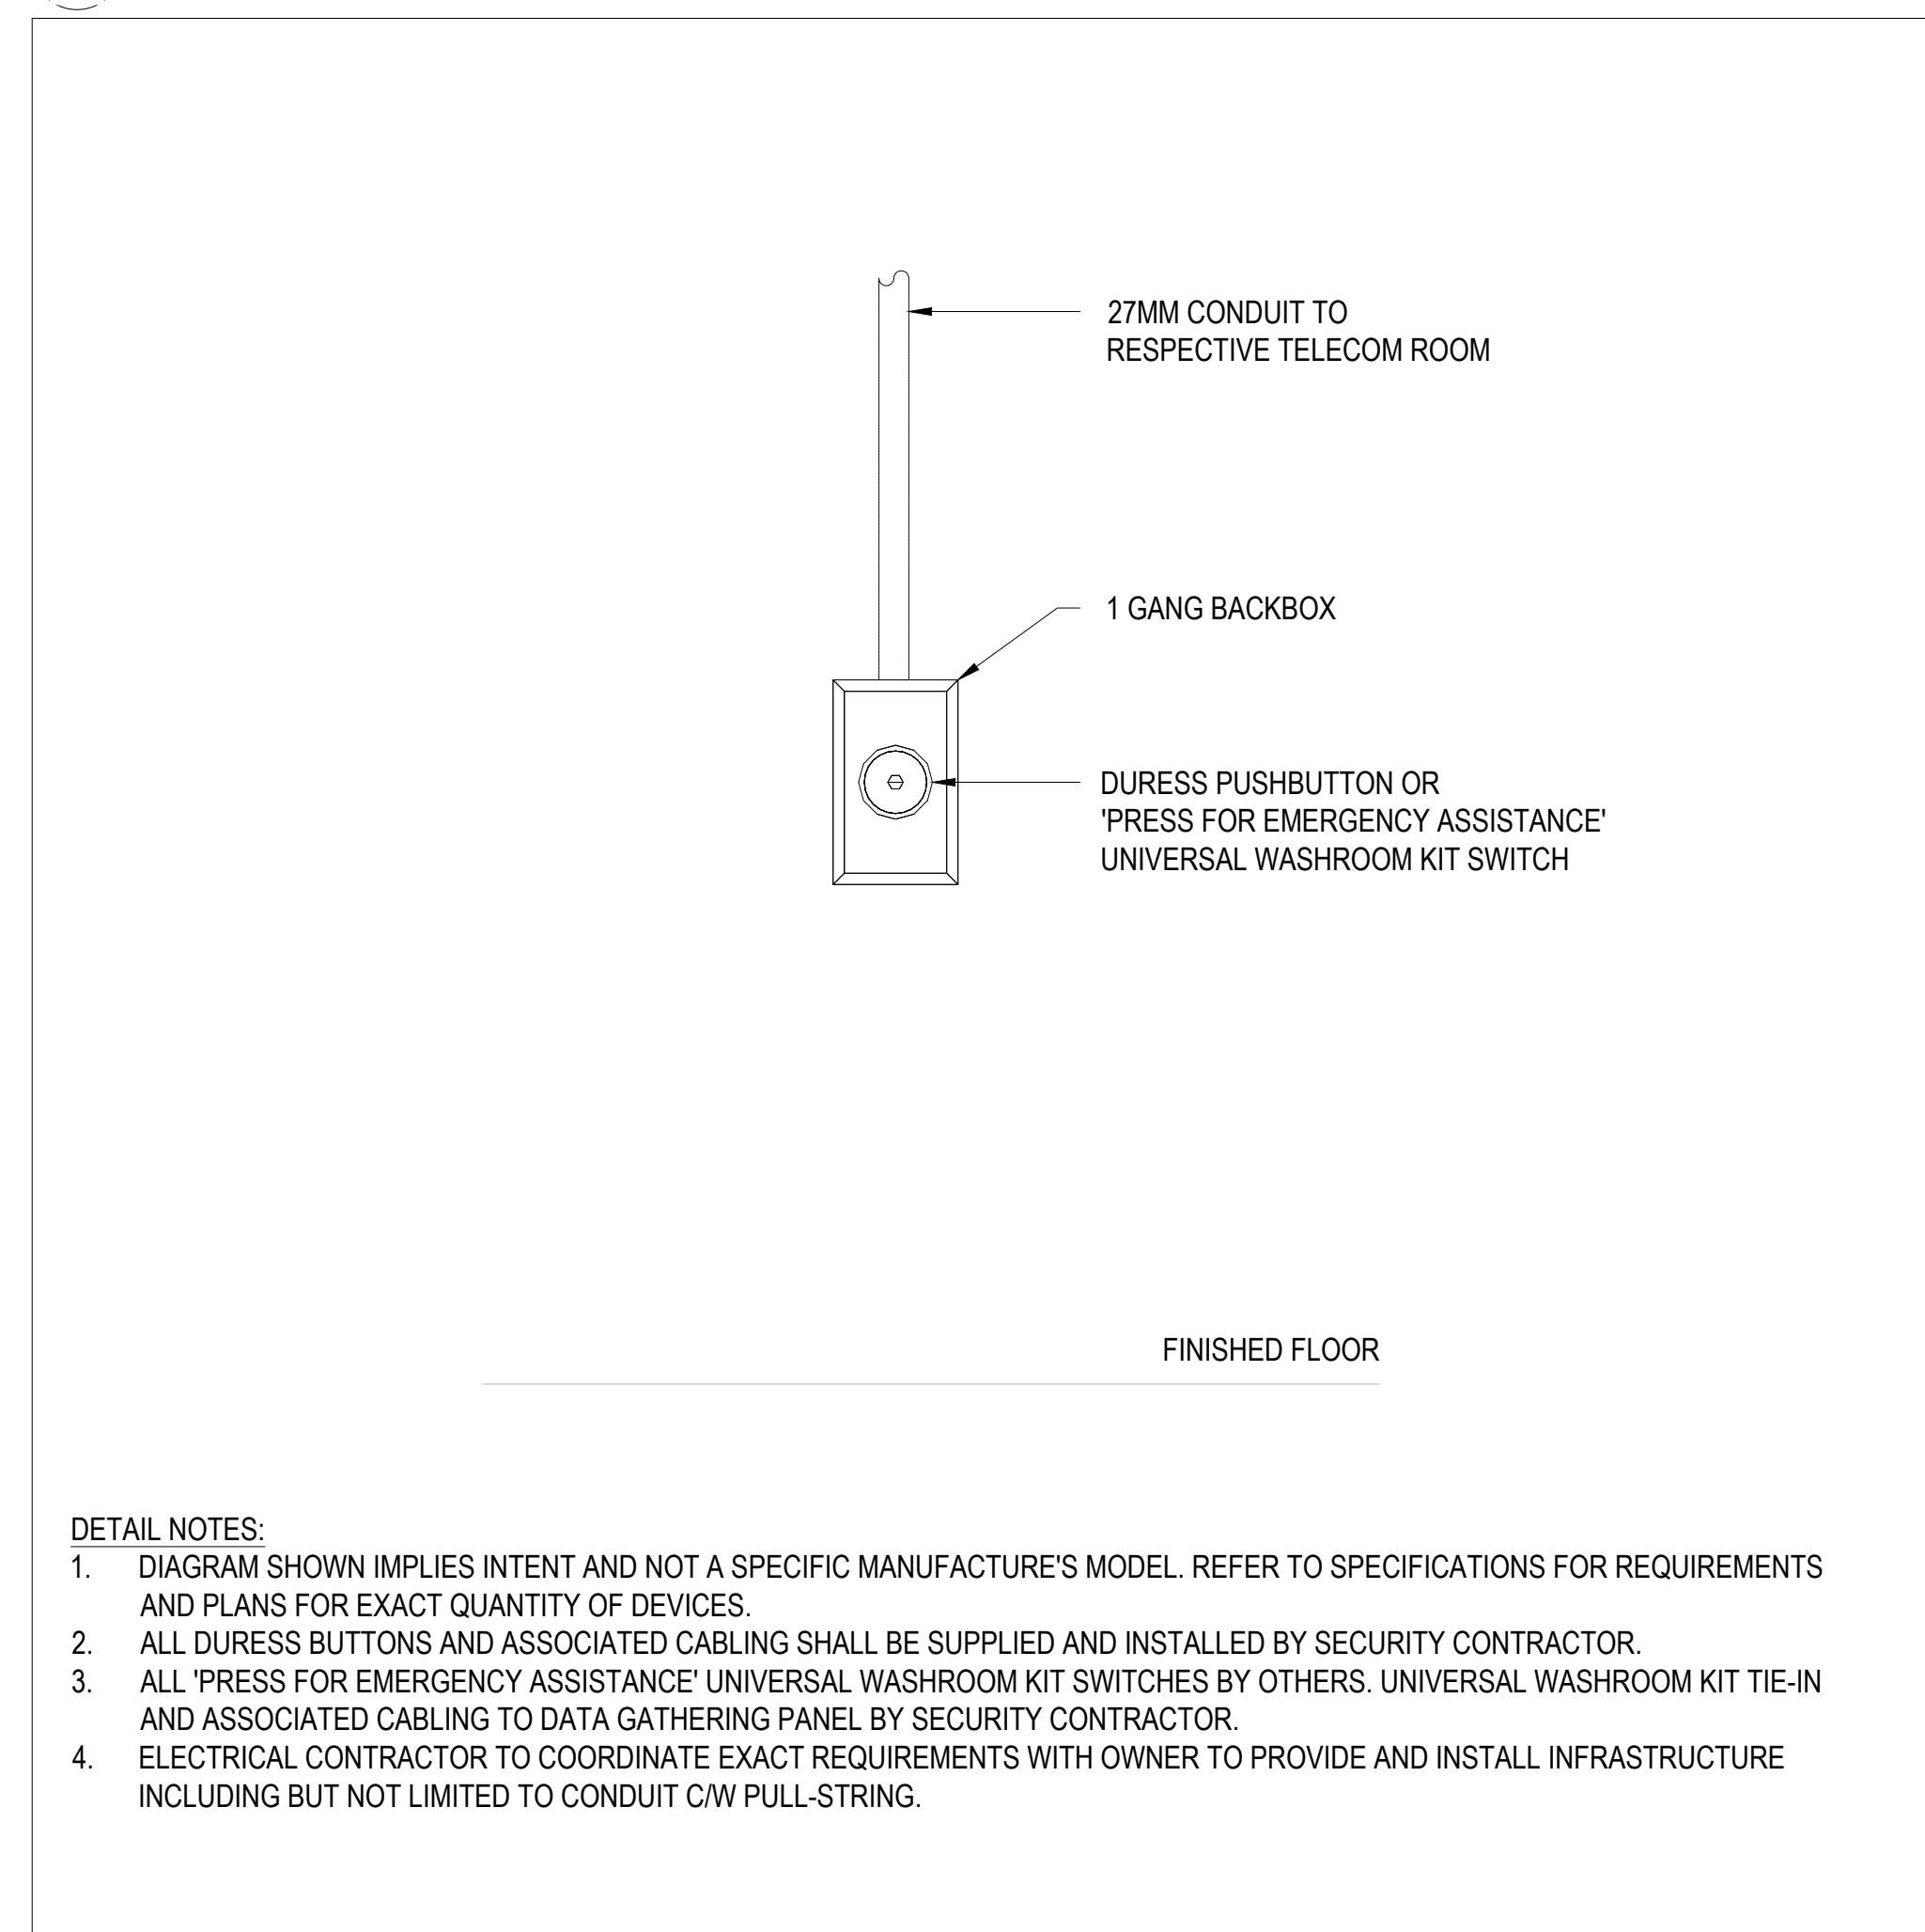 27MM CONDUIT TO
RESPECTIVE TELECOM ROOM
1 GANG BACKBOX
DURESS PUSHBUTTON OR
'PRESS FOR EMERGENCY ASSISTANCE'
UNIVERSAL WASHROOM KIT SWITCH
FINISHED FLOOR
DETAIL NOTES:
1. DIAGRAM SHOWN IMPLIES INTENT AND NOT A SPECIFIC MANUFACTURE'S MODEL. REFER TO SPECIFICATIONS FOR REQUIREMENTS
AND PLANS FOR EXACT QUANTITY OF DEVICES.
2. ALL DURESS BUTTONS AND ASSOCIATED CABLING SHALL BE SUPPLIED AND INSTALLED BY SECURITY CONTRACTOR.
3. ALL 'PRESS FOR EMERGENCY ASSISTANCE' UNIVERSAL WASHROOM KIT SWITCHES BY OTHERS. UNIVERSAL WASHROOM KIT TIE-IN
AND ASSOCIATED CABLING TO DATA GATHERING PANEL BY SECURITY CONTRACTOR.
4. ELECTRICAL CONTRACTOR TO COORDINATE EXACT REQUIREMENTS WITH OWNER TO PROVIDE AND INSTALL INFRASTRUCTURE
INCLUDING BUT NOT LIMITED TO CONDUIT C/W PULL-STRING.